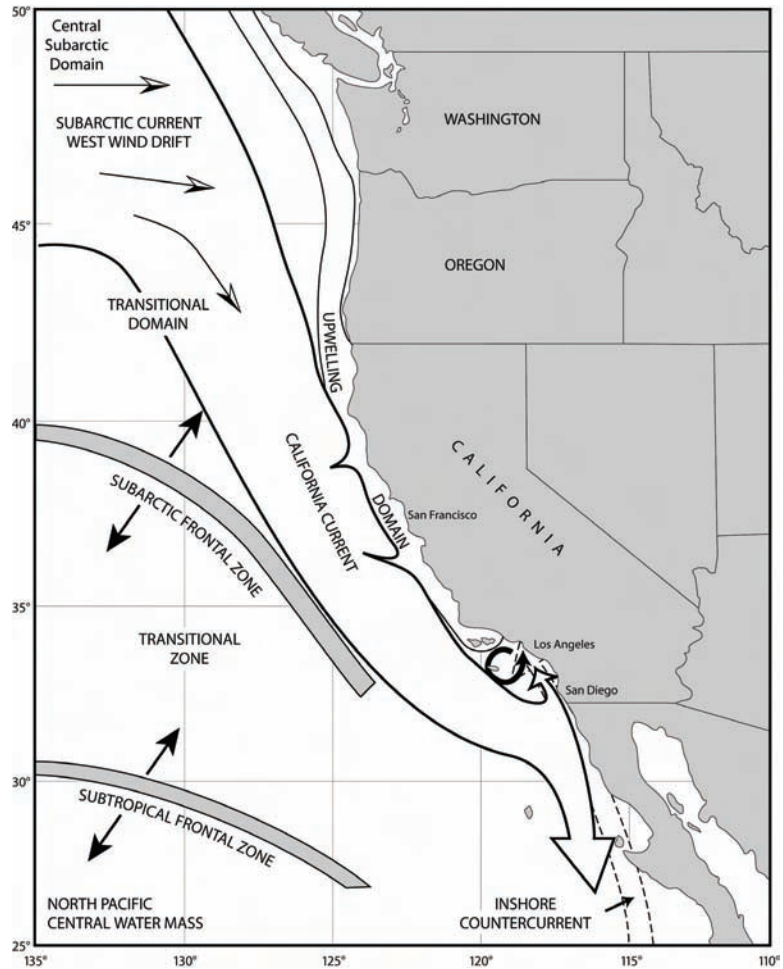 50°
Central
Subarctic
Domain
SUBARCTIC CURRENT
WEST WIND DRIFT
WASHINGTON
45°
OREGON
TRANSITIONAL
DOMAIN
UPWELLING
40°
CALIFORNIA CURRENT
CALIFORNIA
SUBARCTIC FRONTAL ZONE
DOMAIN
San Francisco
35°
TRANSITIONAL
ZONE
Los Angeles
San Diego
30°
SUBTROPICAL FRONTAL ZONE
NORTH PACIFIC
CENTRAL WATER MASS
INSHORE
COUNTERCURRENT
25°
135° 130° 125° 120° 115° 110°